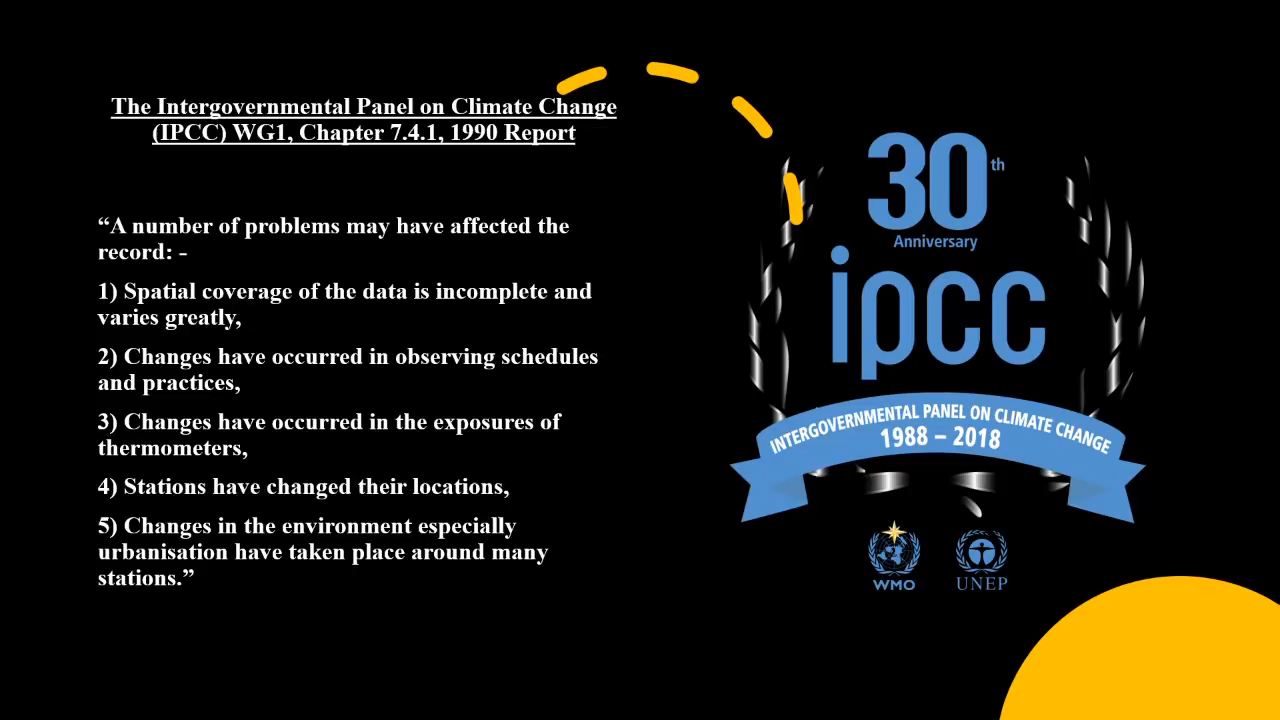 The Intergovernmental Panel on Climate Change
(IPCC) WG1, Chapter 7.4.1, 1990 Report
“A number of problems may have affected the
record: -
1) Spatial coverage of the data is incomplete and
varies greatly,
2) Changes have occurred in observing schedules
and practices,
3) Changes have occurred in the exposures of
thermometers,
4) Stations have changed their locations,
5) Changes in the environment especially
urbanisation have taken place around many
stations.”
30th
Anniversary
ipcc
INTERGOVERNMENTAL PANEL ON CLIMATE CHANGE
1988 – 2018
WMO
UNEP